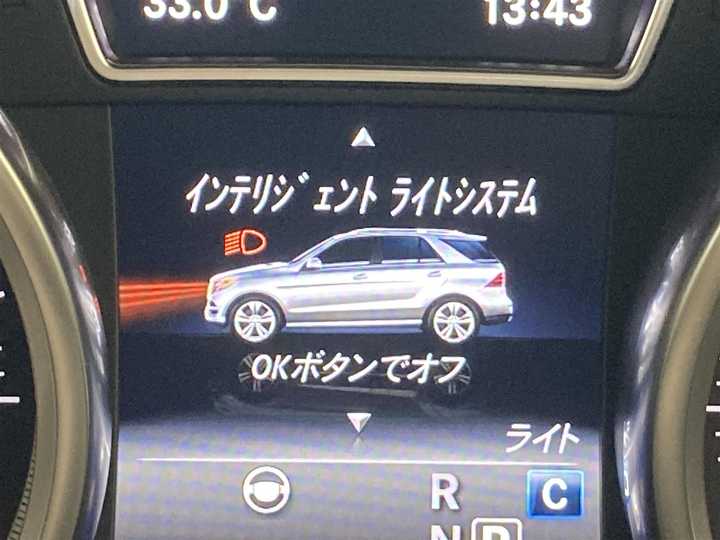 33.0 °C 13:43
インテリジェント ライトシステム
OKボタンでオフ
ライト
R C
N P